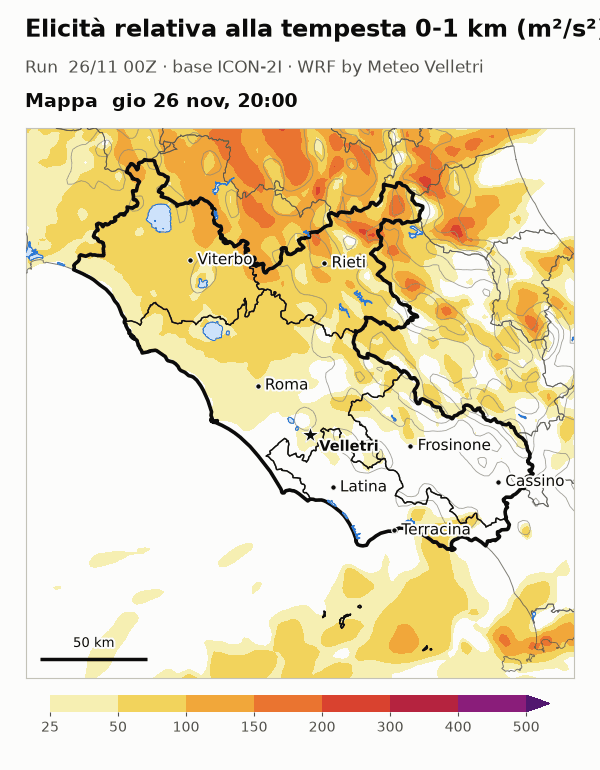 Elicità relativa alla tempesta 0-1 km (m²/s²)
Run  26/11 00Z · base ICON-2I · WRF by Meteo Velletri
Mappa  gio 26 nov, 20:00
Viterbo
Rieti
Roma
Velletri
Frosinone
Cassino
Latina
Terracina
50 km
25 50 100 150 200 300 400 500